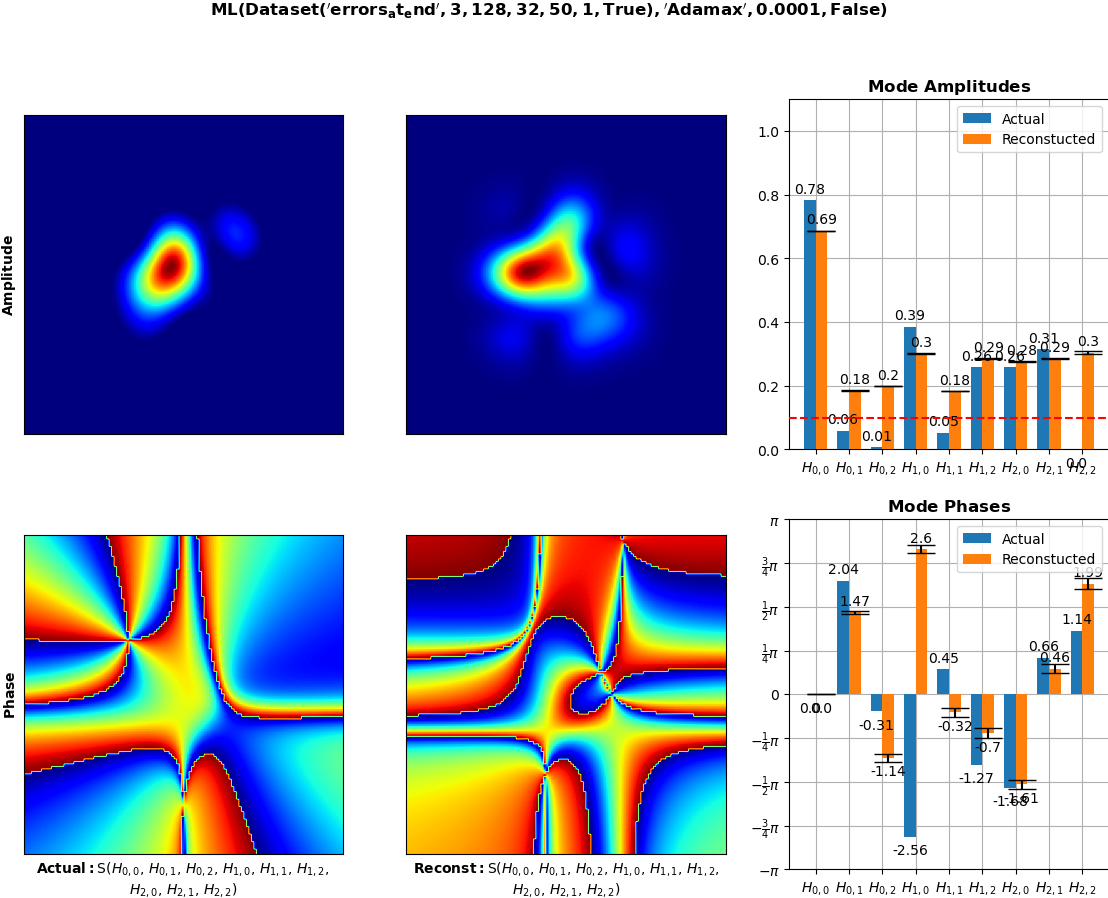 ML(Dataset('errors_at_end', 3, 128, 32, 50, 1, True), 'Adamax', 0.0001, False)
Amplitude
Mode Amplitudes
Actual
Reconstucted
1.0
0.8
0.6
0.4
0.2
0.0
0.78
0.69
0.06
0.18
0.01
0.2
0.39
0.3
0.05
0.18
0.26
0.29
0.26
0.28
0.31
0.29
0.0
0.3
H0,0 H0,1 H0,2 H1,0 H1,1 H1,2 H2,0 H2,1 H2,2
Phase
Actual: S(H0,0, H0,1, H0,2, H1,0, H1,1, H1,2,
H2,0, H2,1, H2,2)
Reconst: S(H0,0, H0,1, H0,2, H1,0, H1,1, H1,2,
H2,0, H2,1, H2,2)
Mode Phases
Actual
Reconstucted
π
3/4π
1/2π
1/4π
0
−1/4π
−1/2π
−3/4π
−π
0.0
0.0
2.04
1.47
-0.31
-1.14
-2.56
2.6
0.45
-0.32
-1.27
-0.7
-1.68
-1.61
0.66
0.46
1.14
1.99
H0,0 H0,1 H0,2 H1,0 H1,1 H1,2 H2,0 H2,1 H2,2